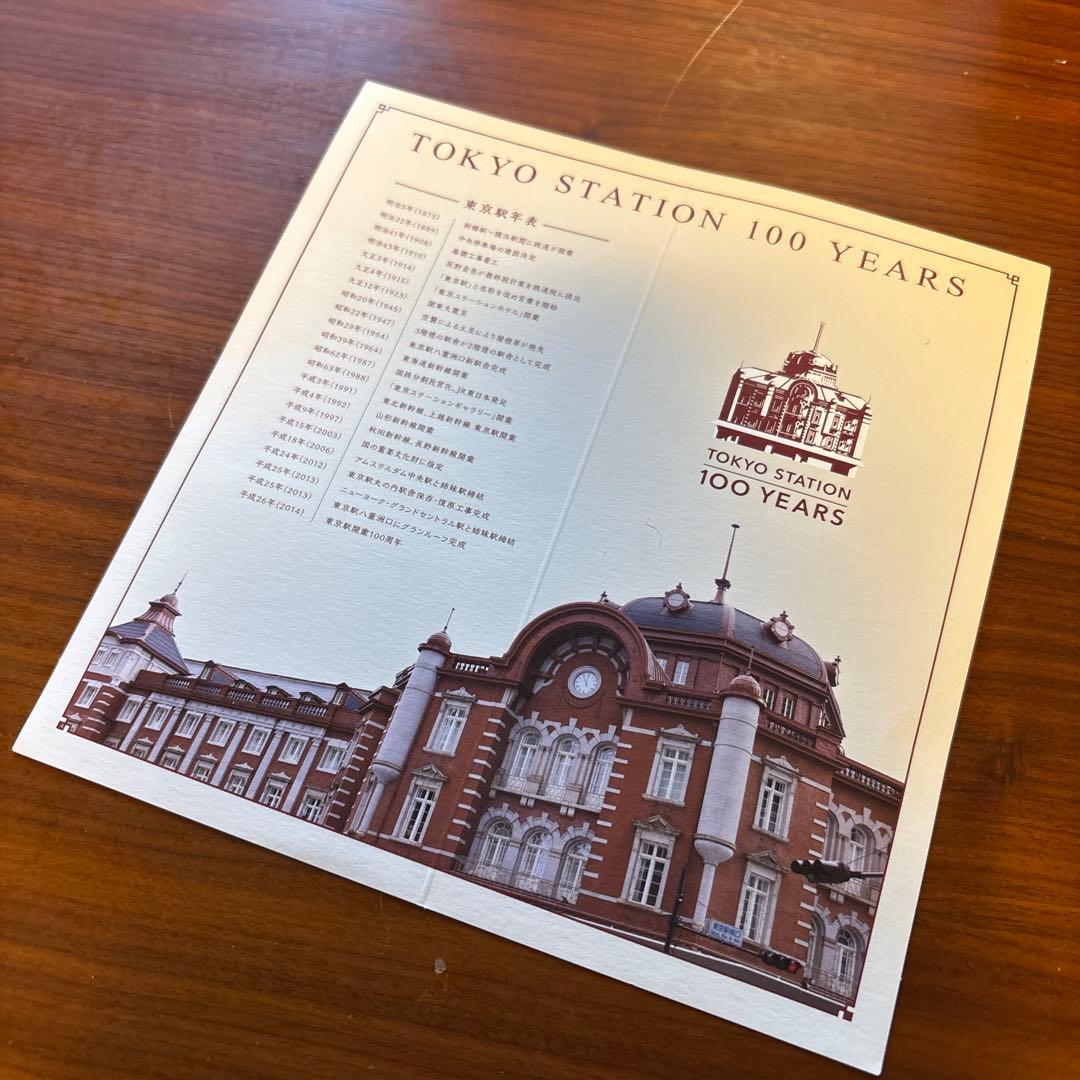 TOKYO STATION 100 YEARS
東京駅年表
明治5年(1872) 新橋駅〜横浜駅間に鉄道が開業
明治22年(1889) 中央停車場の建設決定
明治41年(1908) 基礎工事着工
明治43年(1910) 辰野金吾が最終設計案を鉄道院に提出
大正3年(1914) 「東京駅」と名称を改め営業を開始
大正4年(1915) 「東京ステーションホテル」開業
大正12年(1923) 関東大震災
昭和20年(1945) 空襲による火災により屋根等が焼失
昭和22年(1947) 3階建の駅舎が2階建の駅舎として完成
昭和29年(1954) 東京駅八重洲口新駅舎完成
昭和39年(1964) 東海道新幹線開業
昭和62年(1987) 国鉄分割民営化、JR東日本発足
昭和63年(1988) 「東京ステーションギャラリー」開業
平成3年(1991) 東北新幹線、上越新幹線 東京駅開業
平成4年(1992) 山形新幹線開業
平成9年(1997) 秋田新幹線、長野新幹線開業
平成15年(2003) 国の重要文化財に指定
平成18年(2006) アムステルダム中央駅と姉妹駅締結
平成24年(2012) 東京駅丸の内駅舎保存・復原工事完成
平成25年(2013) ニューヨーク・グランドセントラル駅と姉妹駅締結
平成25年(2013) 東京駅八重洲口にグランルーフ完成
平成26年(2014) 東京駅開業100周年
TOKYO STATION
100 YEARS